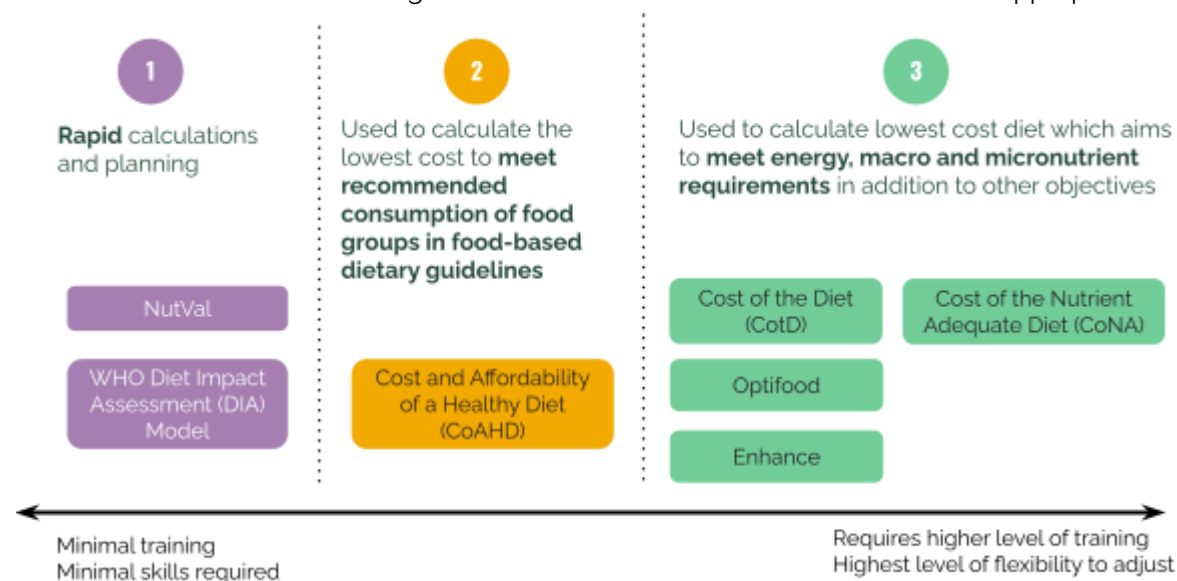 1
Rapid calculations
and planning
NutVal
WHO Diet Impact
Assessment (DIA)
Model
2
Used to calculate the
lowest cost to meet
recommended
consumption of food
groups in food-based
dietary guidelines
Cost and Affordability
of a Healthy Diet
(CoAHD)
3
Used to calculate lowest cost diet which aims
to meet energy, macro and micronutrient
requirements in addition to other objectives
Cost of the Diet
(CotD)
Cost of the Nutrient
Adequate Diet (CoNA)
Optifood
Enhance
Minimal training
Minimal skills required
Requires higher level of training
Highest level of flexibility to adjust